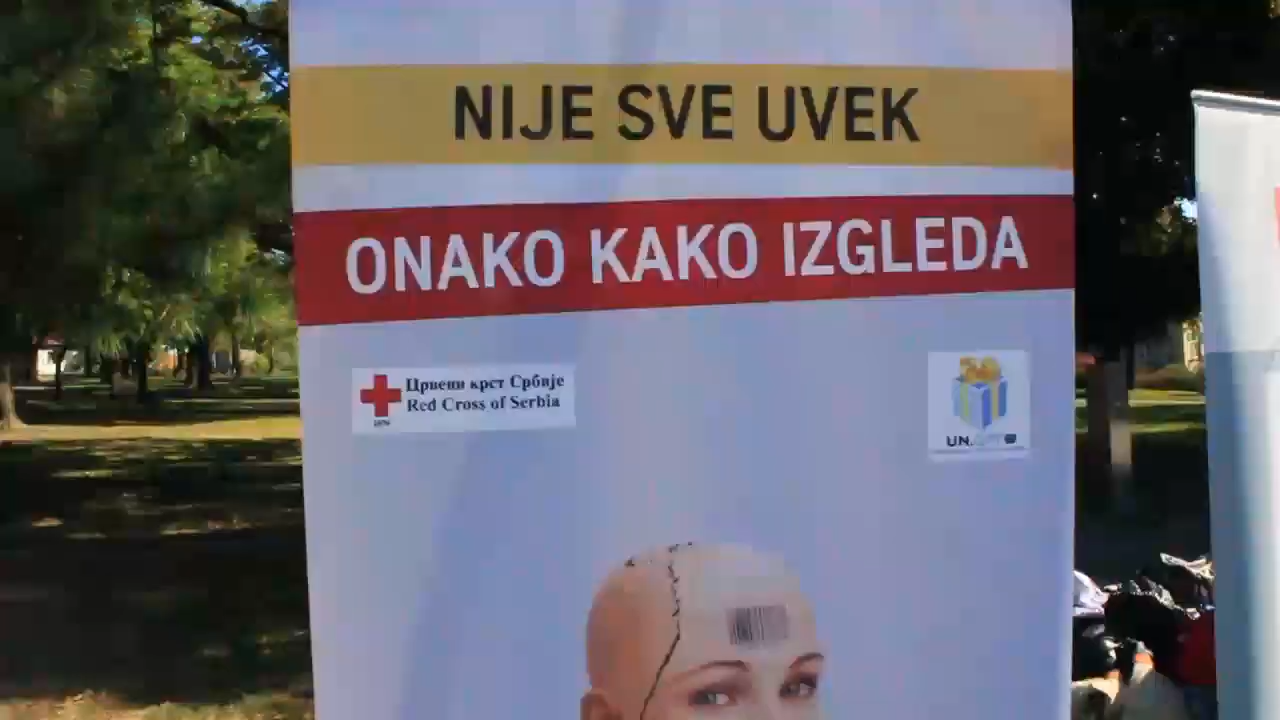 NIJE SVE UVEK
ONAKO KAKO IZGLEDA
Црвени крст Србије
Red Cross of Serbia